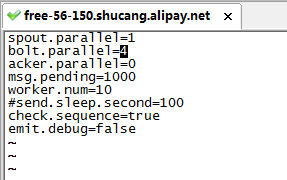 free-56-150.shucang.alipay.net
spout.parallel=1
bolt.parallel=4
acker.parallel=0
msg.pending=1000
worker.num=10
#send.sleep.second=100
check.sequence=true
emit.debug=false
~
~
~